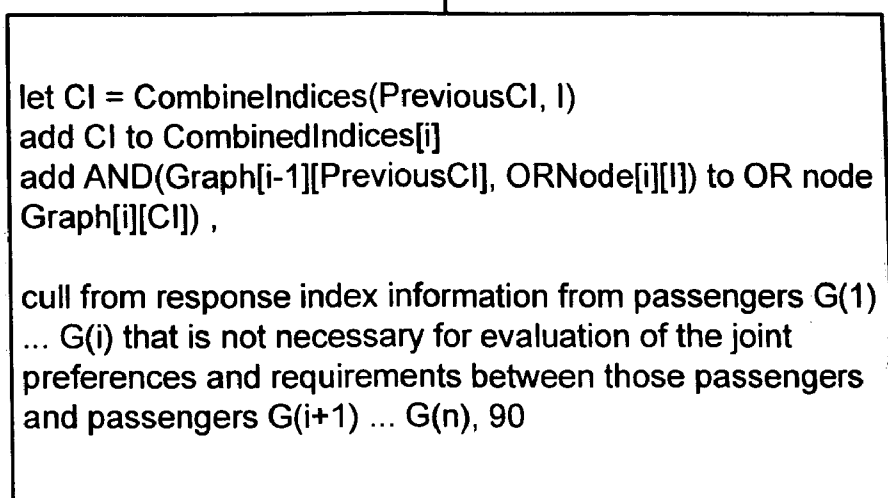 let CI = CombineIndices(PreviousCI, I)
add CI to CombinedIndices[i]
add AND(Graph[i-1][PreviousCI], ORNode[i][I]) to OR node
Graph[i][CI]) ,
cull from response index information from passengers G(1)
... G(i) that is not necessary for evaluation of the joint
preferences and requirements between those passengers
and passengers G(i+1) ... G(n), 90